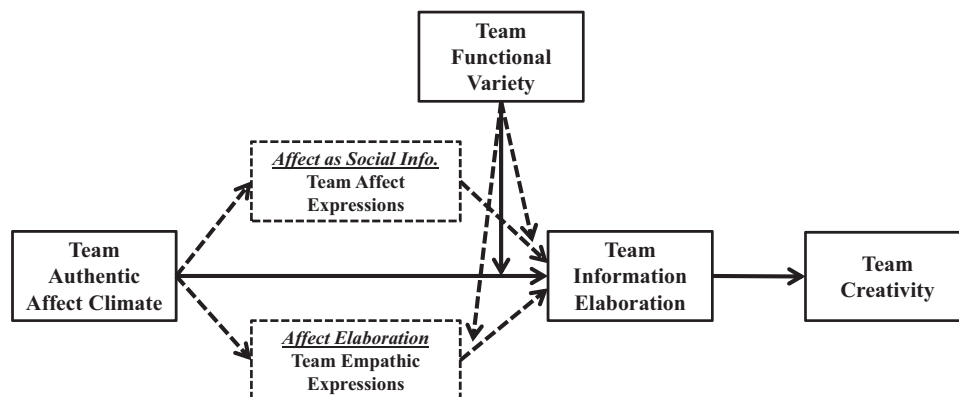 Team
Functional
Variety
Affect as Social Info.
Team Affect
Expressions
Team
Authentic
Affect Climate
Team
Information
Elaboration
Team
Creativity
Affect Elaboration
Team Empathic
Expressions